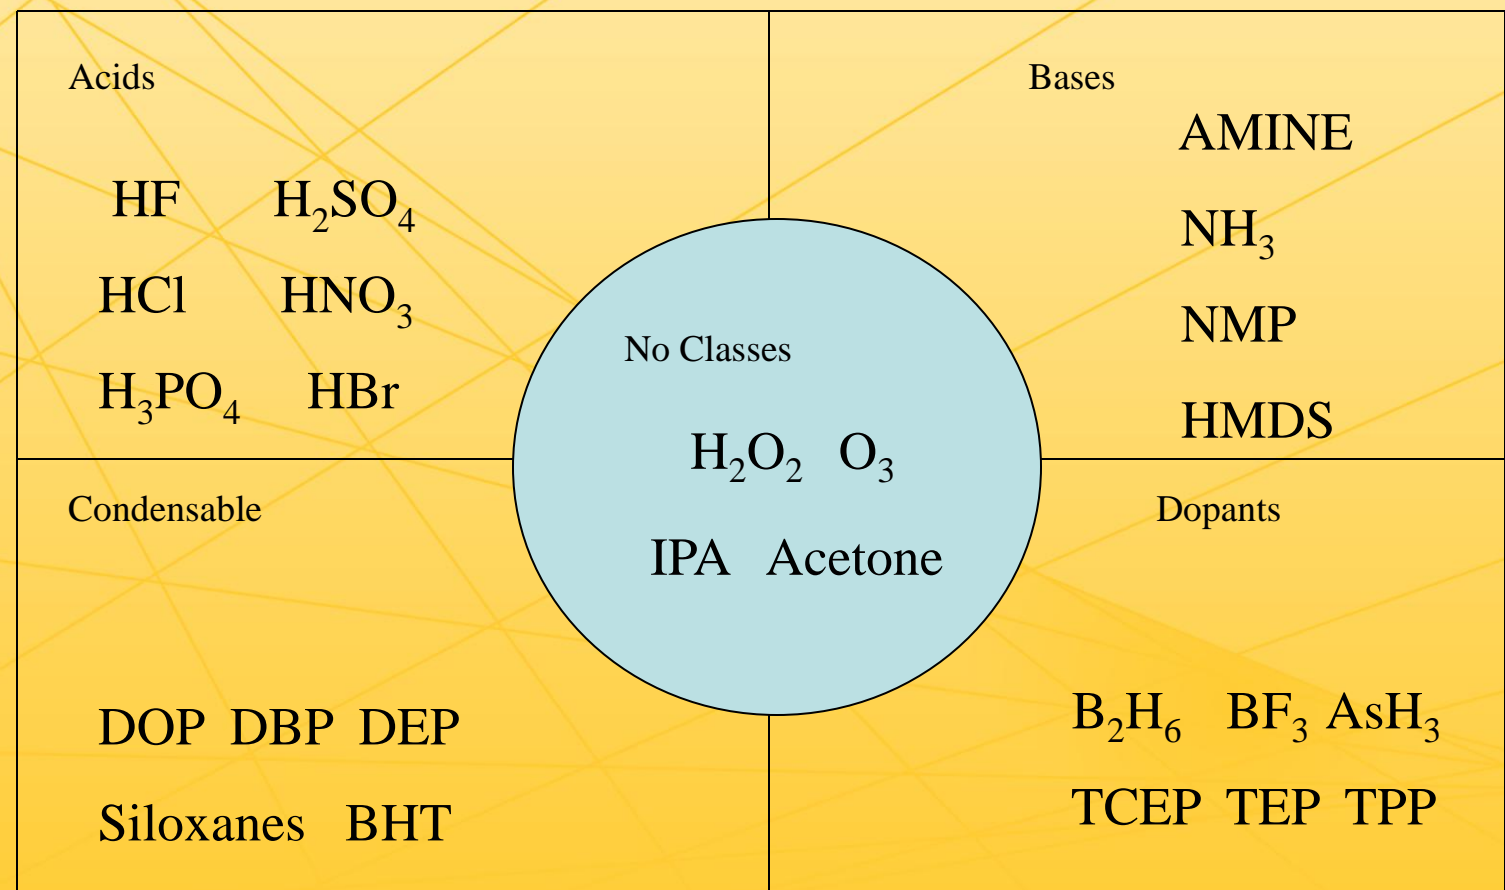 Acids
HF H₂SO₄
HCl HNO₃
H₃PO₄ HBr
Bases
AMINE
NH₃
NMP
HMDS
No Classes
H₂O₂ O₃
IPA Acetone
Condensable
DOP DBP DEP
Siloxanes BHT
Dopants
B₂H₆ BF₃ AsH₃
TCEP TEP TPP